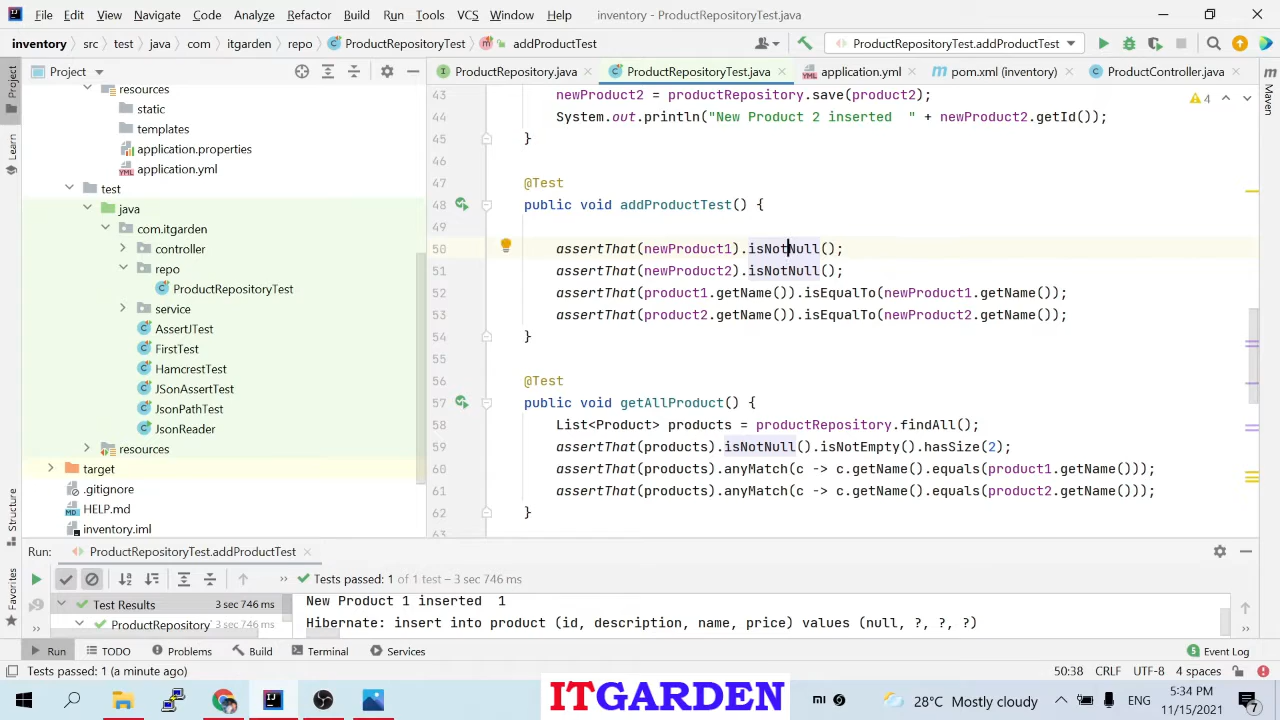 File Edit View Navigate Code Analyze Refactor Build Run Tools VCS Window Help inventory - ProductRepositoryTest.java
inventory src test java com itgarden repo ProductRepositoryTest addProductTest ProductRepositoryTest.addProductTest
Project
ProductRepository.java ProductRepositoryTest.java application.yml pom.xml (inventory) ProductController.java
resources
static
templates
application.properties
application.yml
test
java
com.itgarden
controller
repo
ProductRepositoryTest
service
AssertJTest
FirstTest
HamcrestTest
JSonAssertTest
JsonPathTest
JsonReader
resources
target
.gitignore
HELP.md
inventory.iml
43 newProduct2 = productRepository.save(product2);
44 System.out.println("New Product 2 inserted  " + newProduct2.getId());
45 }
46
47 @Test
48 public void addProductTest() {
49
50 assertThat(newProduct1).isNotNull();
51 assertThat(newProduct2).isNotNull();
52 assertThat(product1.getName()).isEqualTo(newProduct1.getName());
53 assertThat(product2.getName()).isEqualTo(newProduct2.getName());
54 }
55
56 @Test
57 public void getAllProduct() {
58 List<Product> products = productRepository.findAll();
59 assertThat(products).isNotNull().isNotEmpty().hasSize(2);
60 assertThat(products).anyMatch(c -> c.getName().equals(product1.getName()));
61 assertThat(products).anyMatch(c -> c.getName().equals(product2.getName()));
62 }
63
4
Project
Learn
Structure
Favorites
Maven
Run: ProductRepositoryTest.addProductTest
Tests passed: 1 of 1 test – 3 sec 746 ms
Test Results 3 sec 746 ms
ProductRepository 3 sec 746 ms
New Product 1 inserted  1
Hibernate: insert into product (id, description, name, price) values (null, ?, ?, ?)
Run TODO Problems Build Terminal Services Event Log
5
Tests passed: 1 (a minute ago) 50:38 CRLF UTF-8 4 spaces
ITGARDEN
mi 28°C Mostly cloudy ENG 5:34 PM
11/15/2021
7